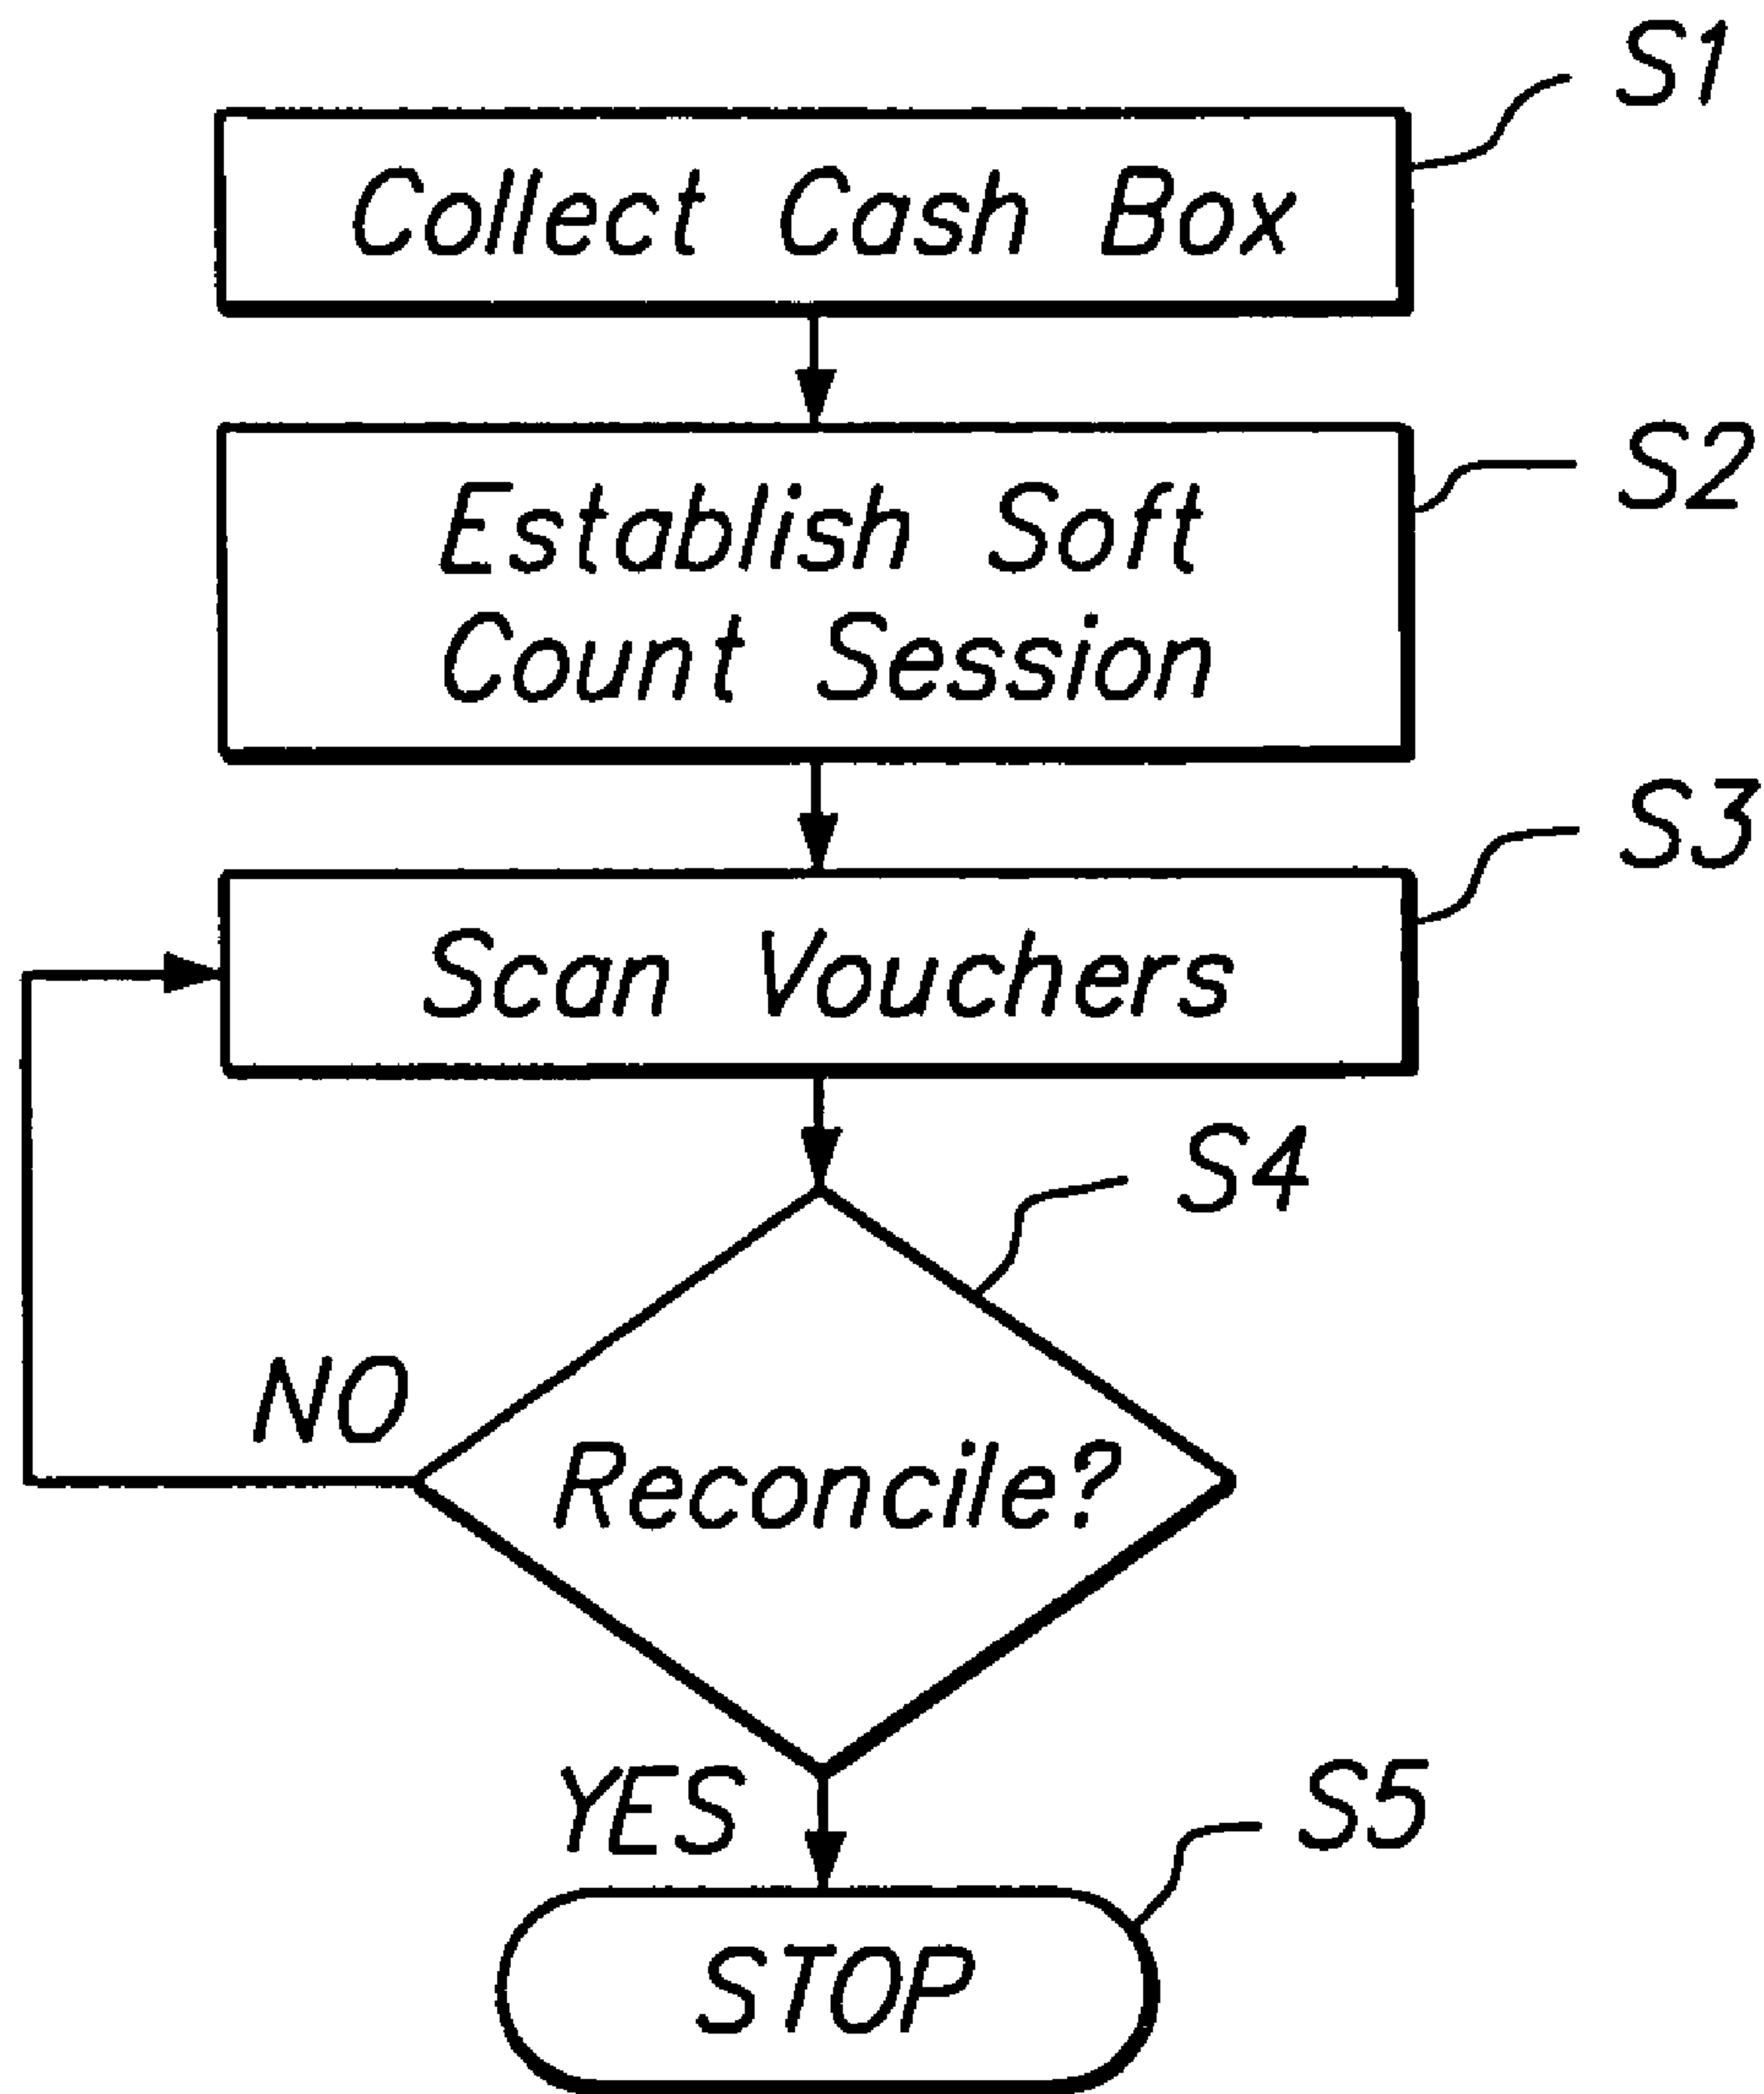 S1
Collect Cash Box
S2
Establish Soft
Count Session
S3
Scan Vouchers
S4
NO
Reconcile?
YES
S5
STOP